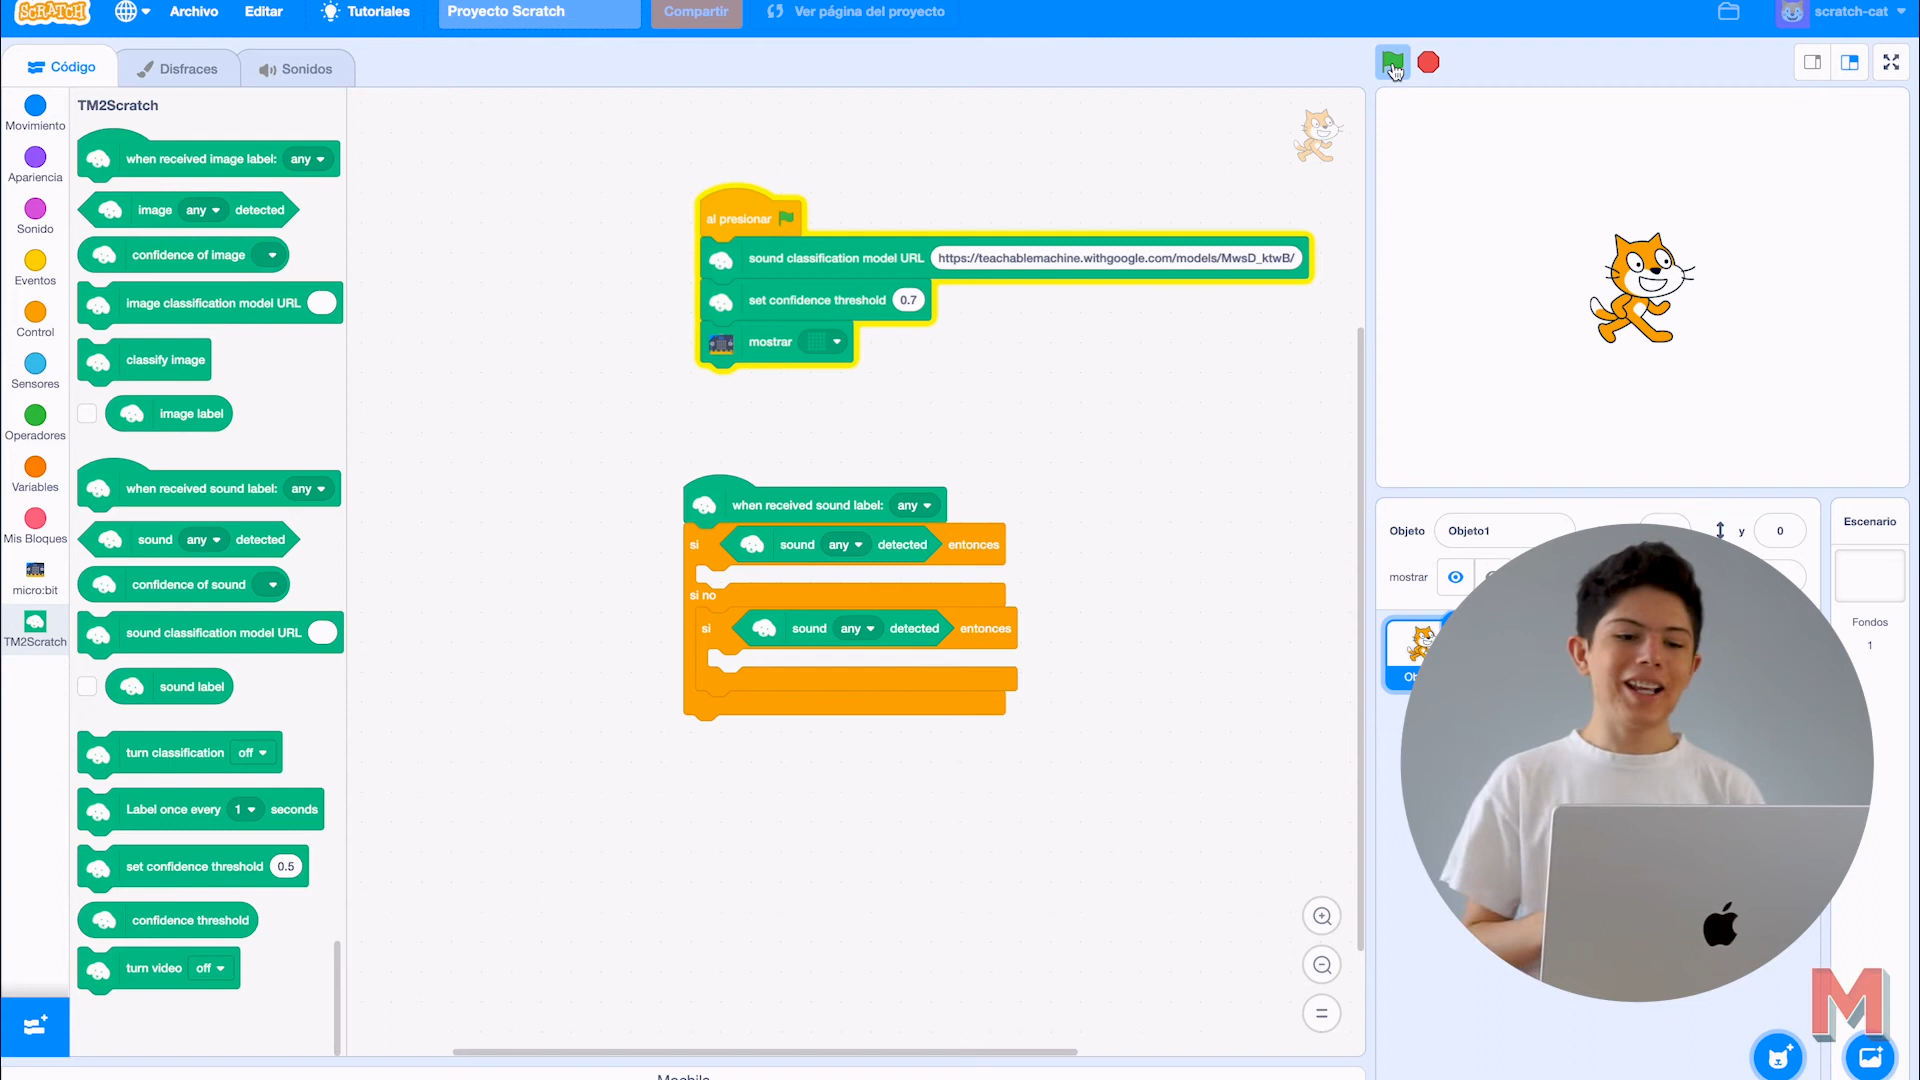 SCRATCH
Archivo
Editar
Tutoriales
Proyecto Scratch
Compartir
Ver página del proyecto
scratch-cat
Código
Disfraces
Sonidos
Movimiento
Apariencia
Sonido
Eventos
Control
Sensores
Operadores
Variables
Mis Bloques
micro:bit
TM2Scratch
TM2Scratch
when received image label: any
image any detected
confidence of image
image classification model URL
classify image
image label
when received sound label: any
sound any detected
confidence of sound
sound classification model URL
sound label
turn classification off
Label once every 1 seconds
set confidence threshold 0.5
confidence threshold
turn video off
al presionar
sound classification model URL https://teachablemachine.withgoogle.com/models/MwsD_ktwB/
set confidence threshold 0.7
mostrar
when received sound label: any
si sound any detected entonces
si no
si sound any detected entonces
Objeto
Objeto1
y
0
mostrar
Escenario
Fondos
1
M